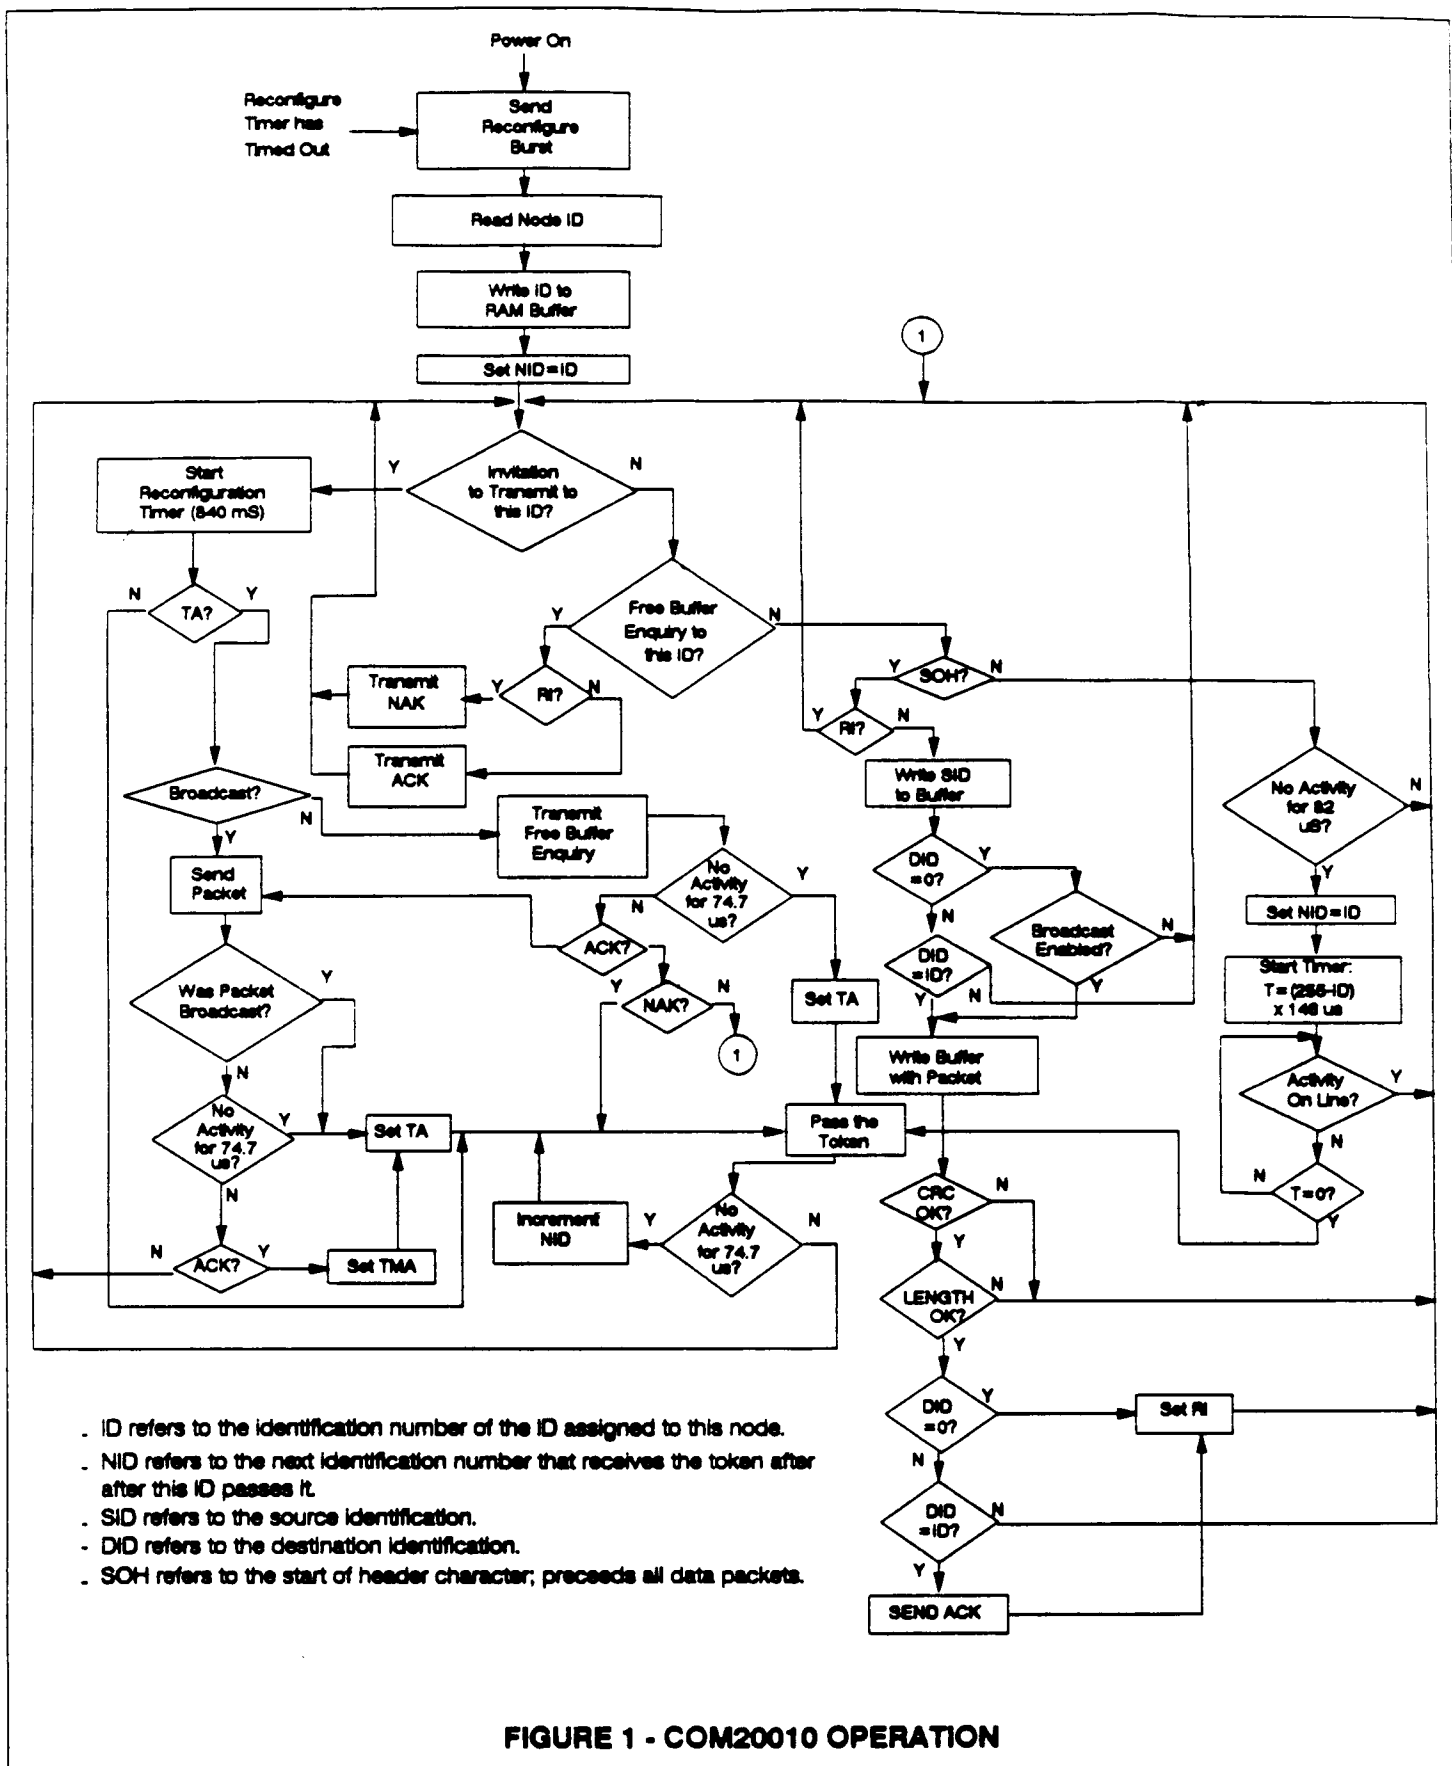 Power On
Reconfigure
Timer has
Timed Out
Send
Reconfigure
Burst
Read Node ID
Write ID to
RAM Buffer
Set NID=ID
1
Y
Invitation
to Transmit to
this ID?
N
Start
Reconfiguration
Timer (840 mS)
N
TA?
Y
Y
Free Buffer
Enquiry to
this ID?
N
Transmit
NAK
Y
RI?
N
Transmit
ACK
Y
SOH?
N
Y
RI?
N
Write SID
to Buffer
No Activity
for 82
uS?
N
Y
Broadcast?
N
Y
Transmit
Free Buffer
Enquiry
Send
Packet
No
Activity
for 74.7
us?
Y
N
DID
=0?
Y
N
Broadcast
Enabled?
N
Y
Set NID=ID
ACK?
Y
N
NAK?
N
1
Set TA
DID
=ID?
N
Y
Start Timer:
T=(255-ID)
x 146 us
Was Packet
Broadcast?
Y
N
Write Buffer
with Packet
Activity
On Line?
Y
N
No
Activity
for 74.7
us?
Y
N
Set TA
Pass the
Token
N
T=0?
Y
CRC
OK?
N
Y
Increment
NID
Y
No
Activity
for 74.7
us?
N
N
ACK?
Y
Set TMA
LENGTH
OK?
N
Y
DID
=0?
Y
N
Set RI
DID
=ID?
N
Y
SEND ACK
. ID refers to the identification number of the ID assigned to this node.
- NID refers to the next identification number that receives the token after
after this ID passes it.
. SID refers to the source identification.
- DID refers to the destination identification.
. SOH refers to the start of header character; preceeds all data packets.
FIGURE 1 - COM20010 OPERATION